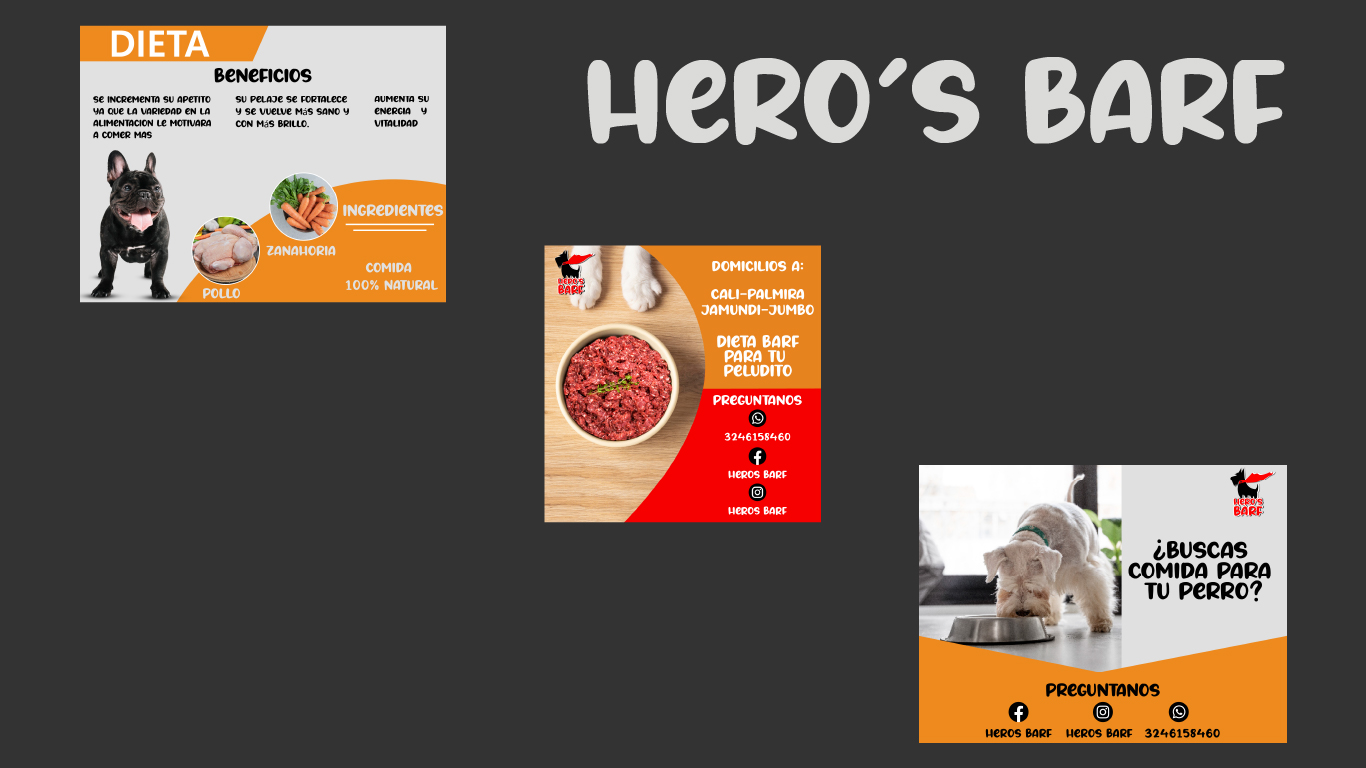 DIETA
BENEFICIOS
SE INCREMENTA SU APETITO
YA QUE LA VARIEDAD EN LA
ALIMENTACION LE MOTIVARA
A COMER MAS
SU PELAJE SE FORTALECE
Y SE VUELVE MáS SANO Y
CON MáS BRILLO.
AUMENTA SU
ENERGIA Y
VITALIDAD
INGREDIENTES
ZANAHORIA
POLLO
COMIDA
100% NATURAL
HERO'S BARF
HERO'S
BARF
DOMICILIOS A:
CALI-PALMIRA
JAMUNDI-JUMBO
DIETA BARF
PARA TU
PELUDITO
PREGUNTANOS
3246158460
HEROS BARF
HEROS BARF
HERO'S
BARF
¿BUSCAS
COMIDA PARA
TU PERRO?
PREGUNTANOS
HEROS BARF HEROS BARF 3246158460